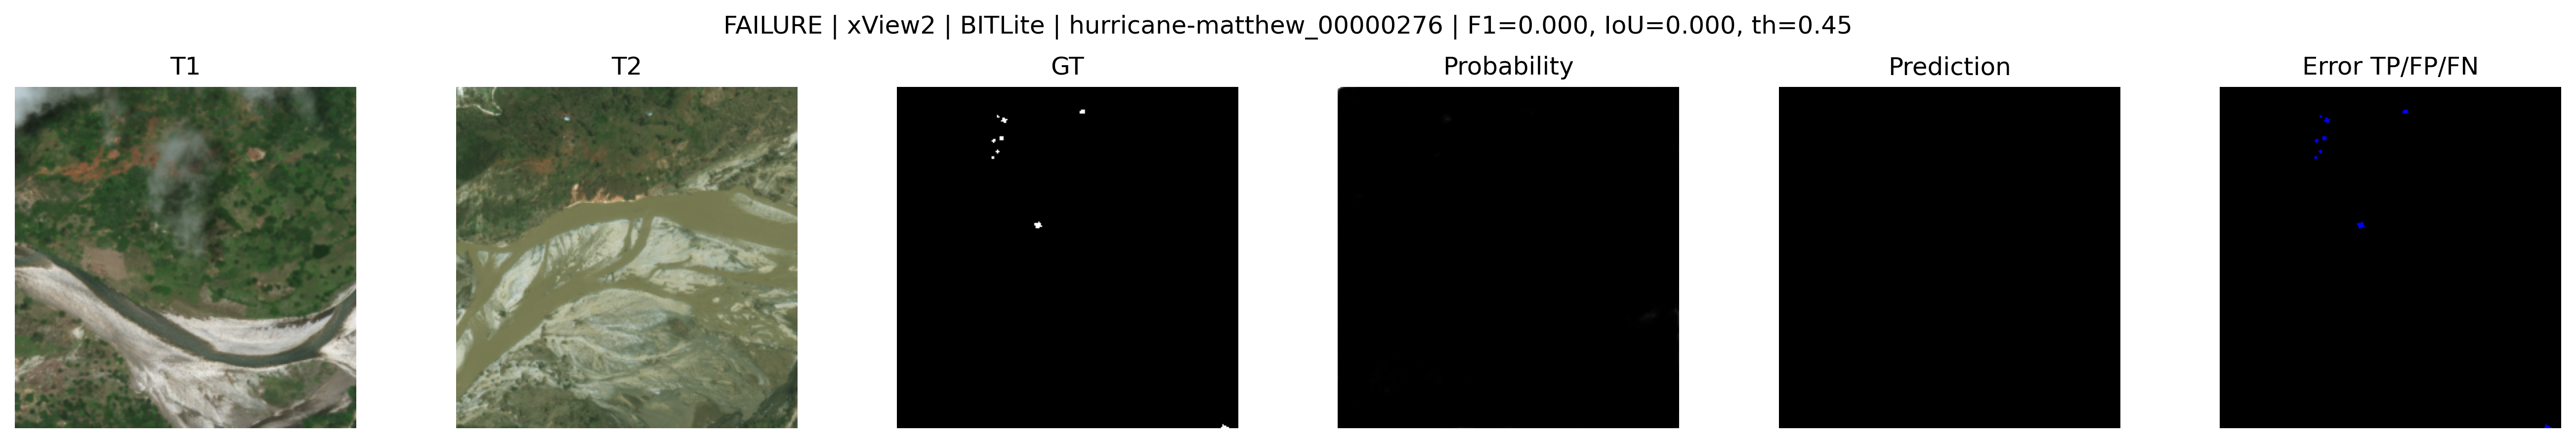 FAILURE | xView2 | BITLite | hurricane-matthew_00000276 | F1=0.000, IoU=0.000, th=0.45
T1 T2 GT Probability Prediction Error TP/FP/FN